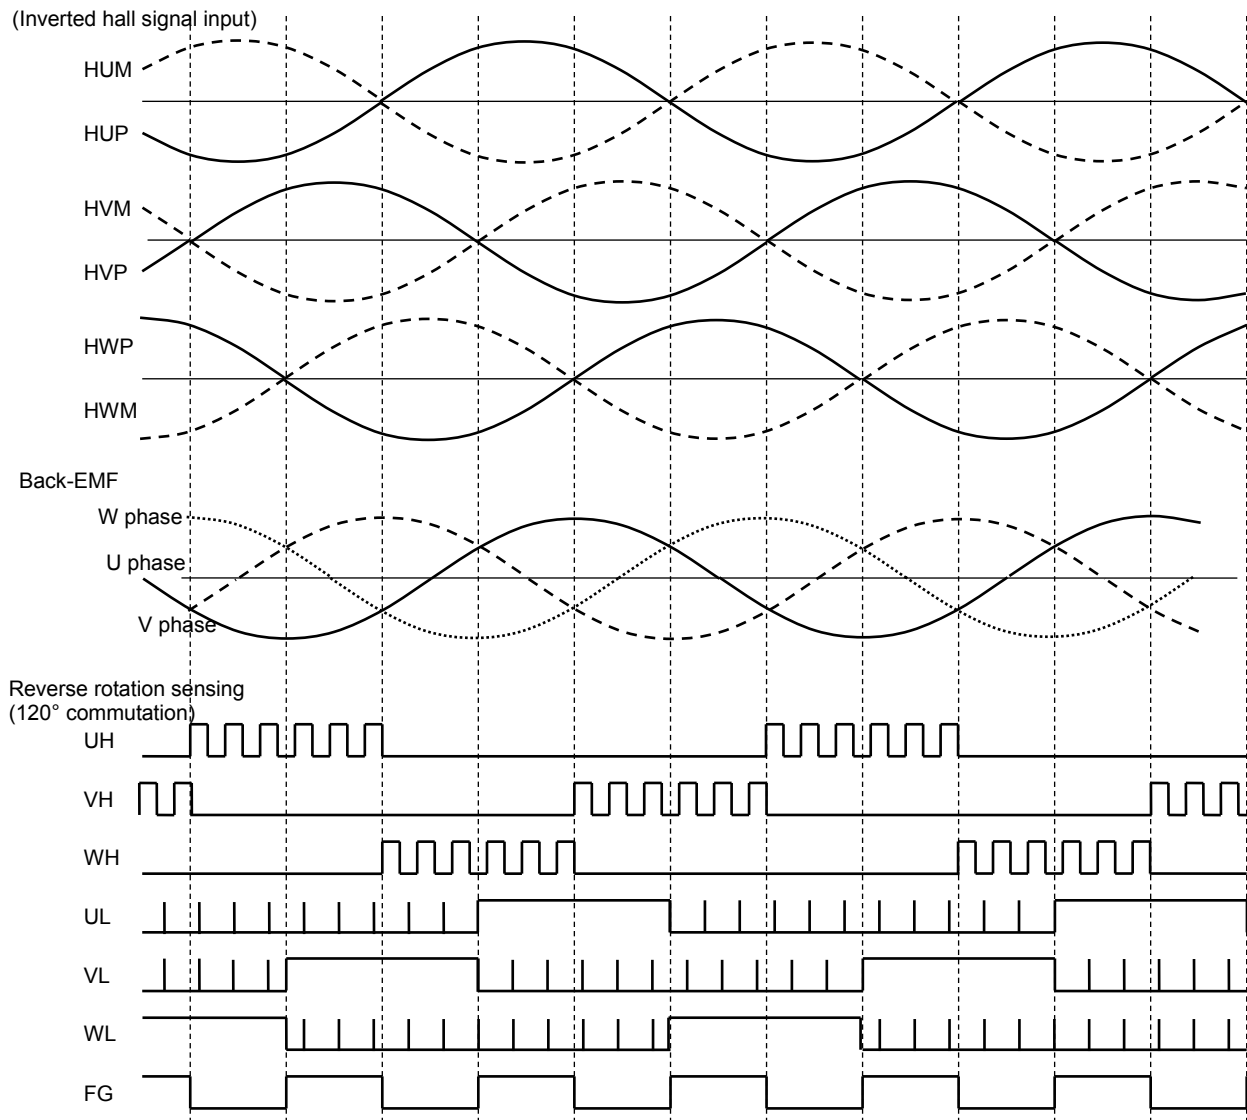 (Inverted hall signal input)
HUM
HUP
HVM
HVP
HWP
HWM
Back-EMF
W phase
U phase
V phase
Reverse rotation sensing
(120° commutation)
UH
VH
WH
UL
VL
WL
FG